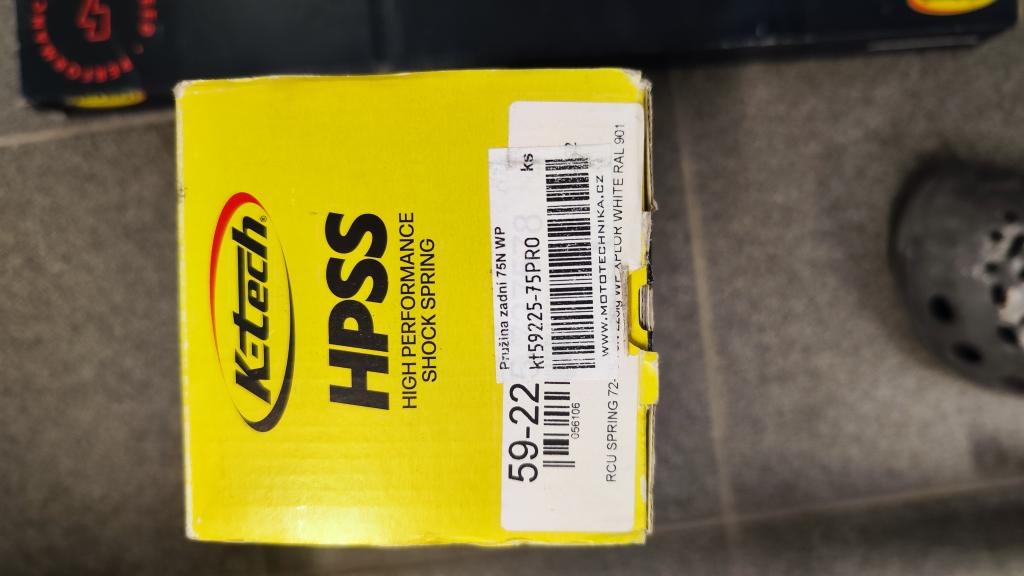 K-tech®
HPSS
HIGH PERFORMANCE
SHOCK SPRING
Pružina zadní 75N WP
kt59225-75PRO
ks
WWW.MOTOTECHNIKA.CZ
59-22
056106
RCU SPRING 72-
WHITE RAL 901
PERFORMANC